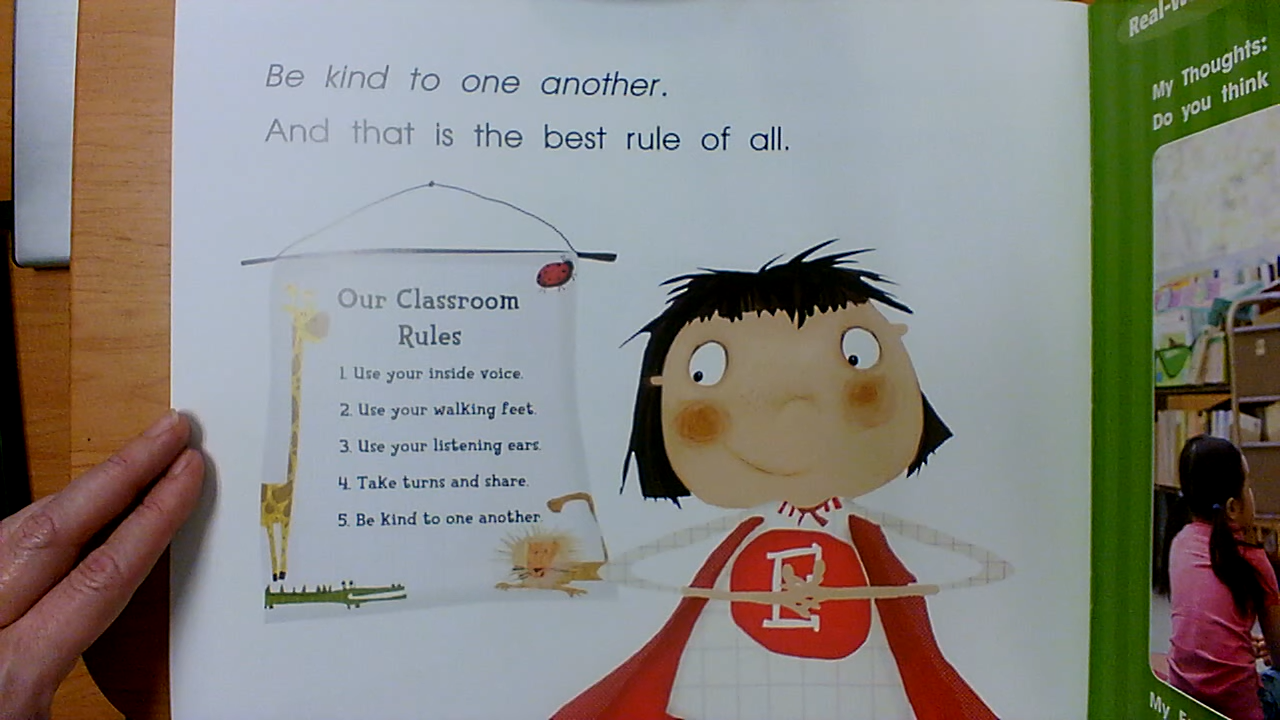 Be kind to one another.
And that is the best rule of all.
Our Classroom
Rules
1. Use your inside voice.
2. Use your walking feet.
3. Use your listening ears.
4. Take turns and share.
5. Be kind to one another.
E
My Thoughts:
Do you think
My